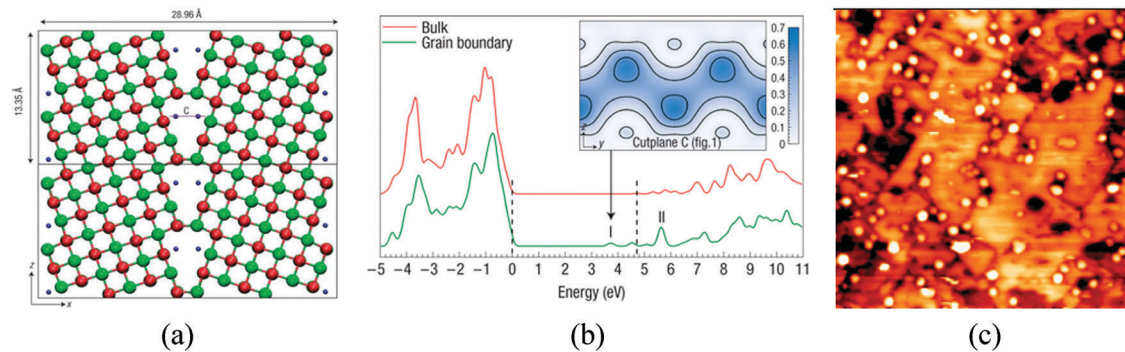 28.96 Å
13.35 Å
C
z
x
(a)
Bulk
Grain boundary
0.7
0.6
0.5
0.4
0.3
0.2
0.1
0
z
y
Cutplane C (fig.1)
I
II
–5 –4 –3 –2 –1 0 1 2 3 4 5 6 7 8 9 10 11
Energy (eV)
(b)
(c)